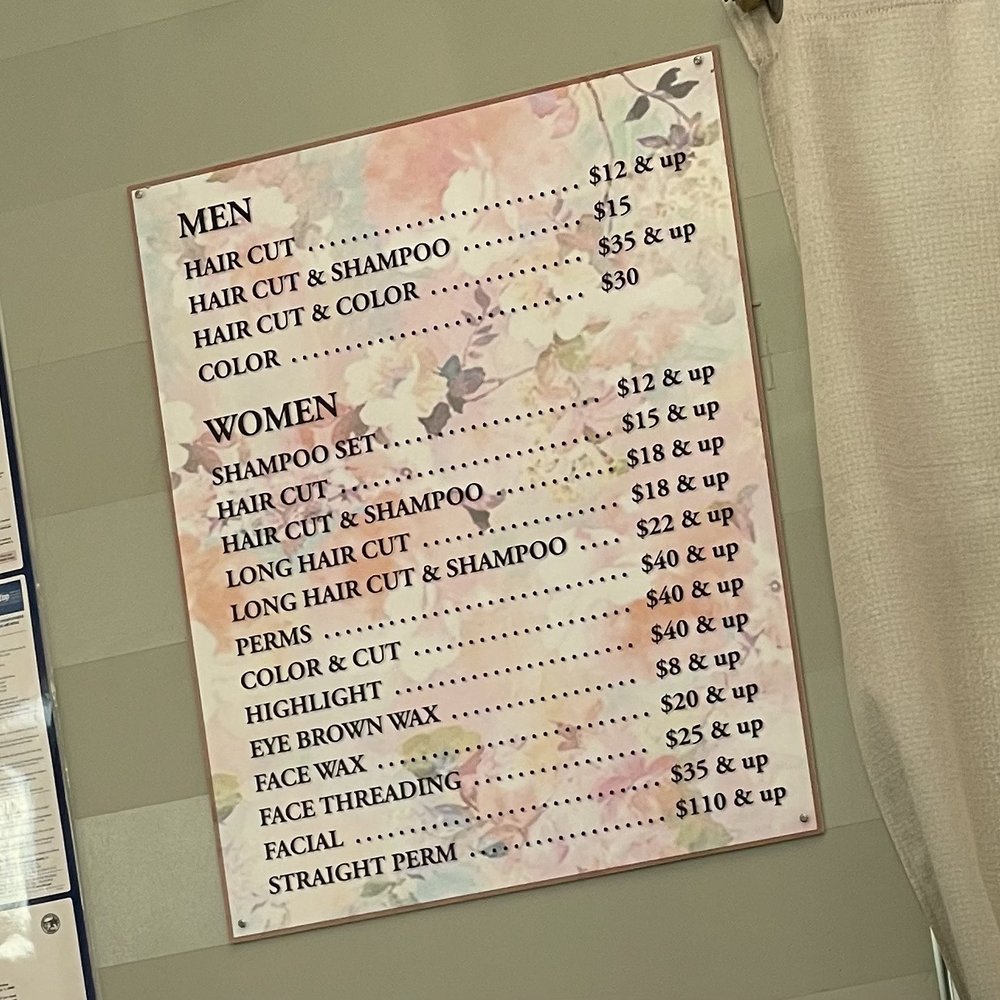 MEN
HAIR CUT ........................... $12 & up
HAIR CUT & SHAMPOO ............ $15
HAIR CUT & COLOR ............... $35 & up
COLOR ............................. $30
WOMEN
SHAMPOO SET ...................... $12 & up
HAIR CUT ........................... $15 & up
HAIR CUT & SHAMPOO ............ $18 & up
LONG HAIR CUT ................... $18 & up
LONG HAIR CUT & SHAMPOO .... $22 & up
PERMS .............................. $40 & up
COLOR & CUT ...................... $40 & up
HIGHLIGHT ........................ $40 & up
EYE BROWN WAX .................. $8 & up
FACE WAX .......................... $20 & up
FACE THREADING ................. $25 & up
FACIAL .............................. $35 & up
STRAIGHT PERM ................... $110 & up